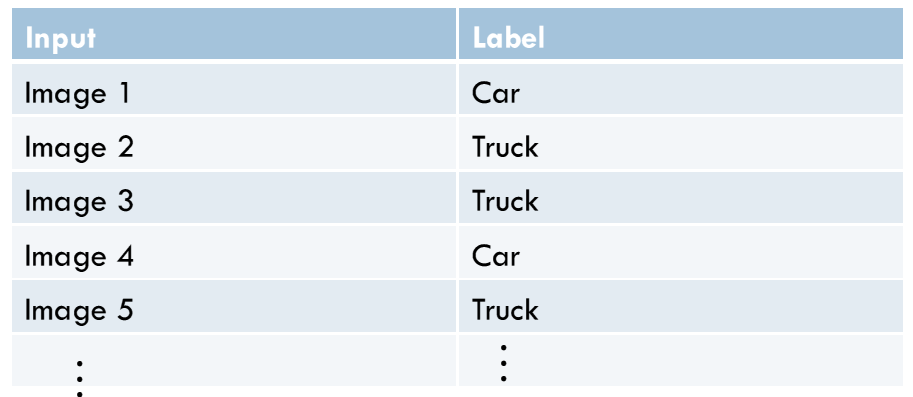 Input Label
Image 1 Car
Image 2 Truck
Image 3 Truck
Image 4 Car
Image 5 Truck
⋮ ⋮